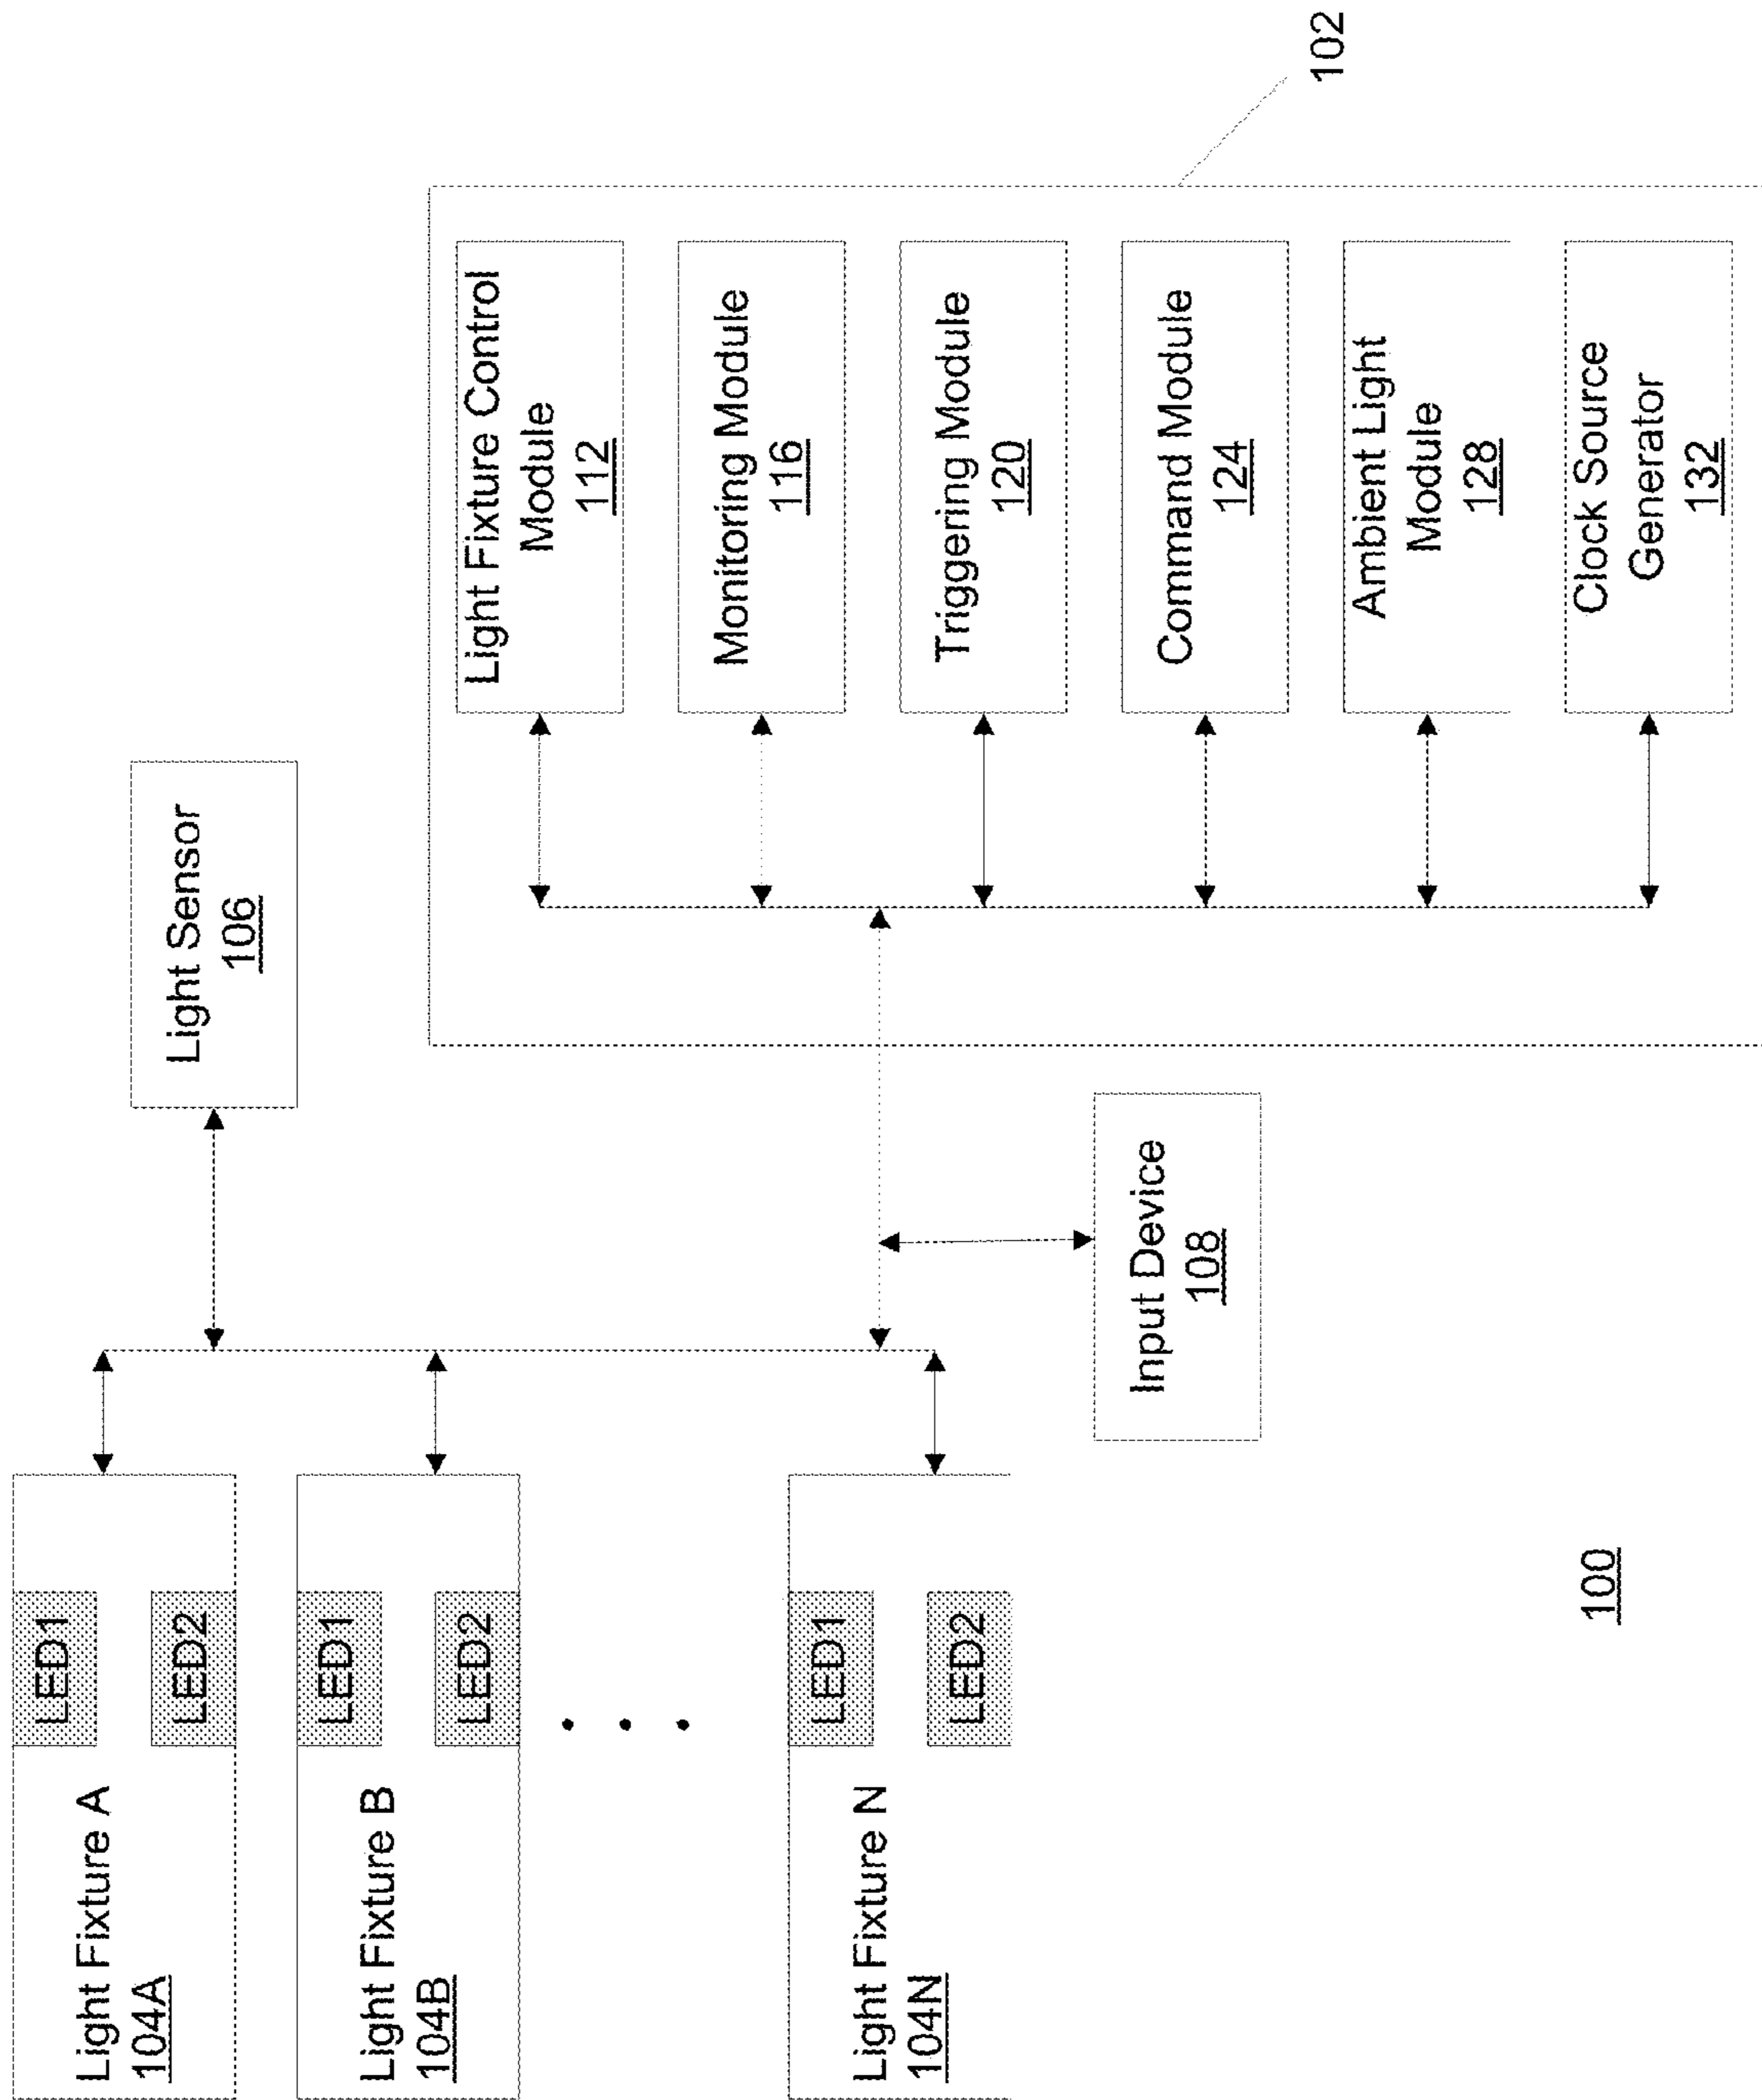 Light Fixture A
104A
LED1
LED2
Light Fixture B
104B
LED1
LED2
Light Fixture N
104N
LED1
LED2
Light Sensor
106
Input Device
108
Light Fixture Control
Module
112
Monitoring Module
116
Triggering Module
120
Command Module
124
Ambient Light
Module
128
Clock Source
Generator
132
102
100